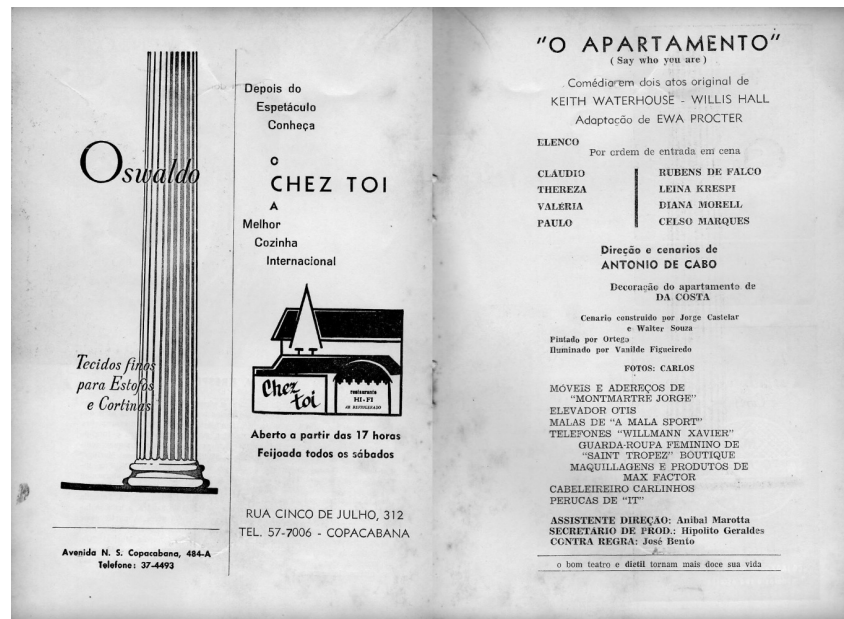 Oswaldo
Tecidos finos
para Estofos
e Cortinas
Avenida N. S. Copacabana, 484-A
Telefone: 37-4493
Depois do
Espetáculo
Conheça
O
CHEZ TOI
A
Melhor
Cozinha
Internacional
Chez
toi
restaurante
HI-FI
AR REFRIGERADO
Aberto a partir das 17 horas
Feijoada todos os sábados
RUA CINCO DE JULHO, 312
TEL. 57-7006 - COPACABANA
"O APARTAMENTO"
( Say who you are )
Comédia em dois atos original de
KEITH WATERHOUSE - WILLIS HALL
Adaptação de EWA PROCTER
ELENCO
Por ordem de entrada em cena
CLAUDIO RUBENS DE FALCO
THEREZA LEINA KRESPI
VALÉRIA DIANA MORELL
PAULO CELSO MARQUES
Direção e cenarios de
ANTONIO DE CABO
Decoração do apartamento de
DA COSTA
Cenario construido por Jorge Castelar
e Walter Souza
Pintado por Ortega
Iluminado por Vanilde Figueiredo
FOTOS: CARLOS
MÓVEIS E ADEREÇOS DE
"MONTMARTRE JORGE"
ELEVADOR OTIS
MALAS DE "A MALA SPORT"
TELEFONES "WILLMANN XAVIER"
GUARDA-ROUPA FEMININO DE
"SAINT TROPEZ" BOUTIQUE
MAQUILLAGENS E PRODUTOS DE
MAX FACTOR
CABELEIREIRO CARLINHOS
PERUCAS DE "IT"
ASSISTENTE DIREÇÃO: Anibal Marotta
SECRETÁRIO DE PROD.: Hipolito Geraldes
CONTRA REGRA: José Bento
o bom teatro e dietil tornam mais doce sua vida